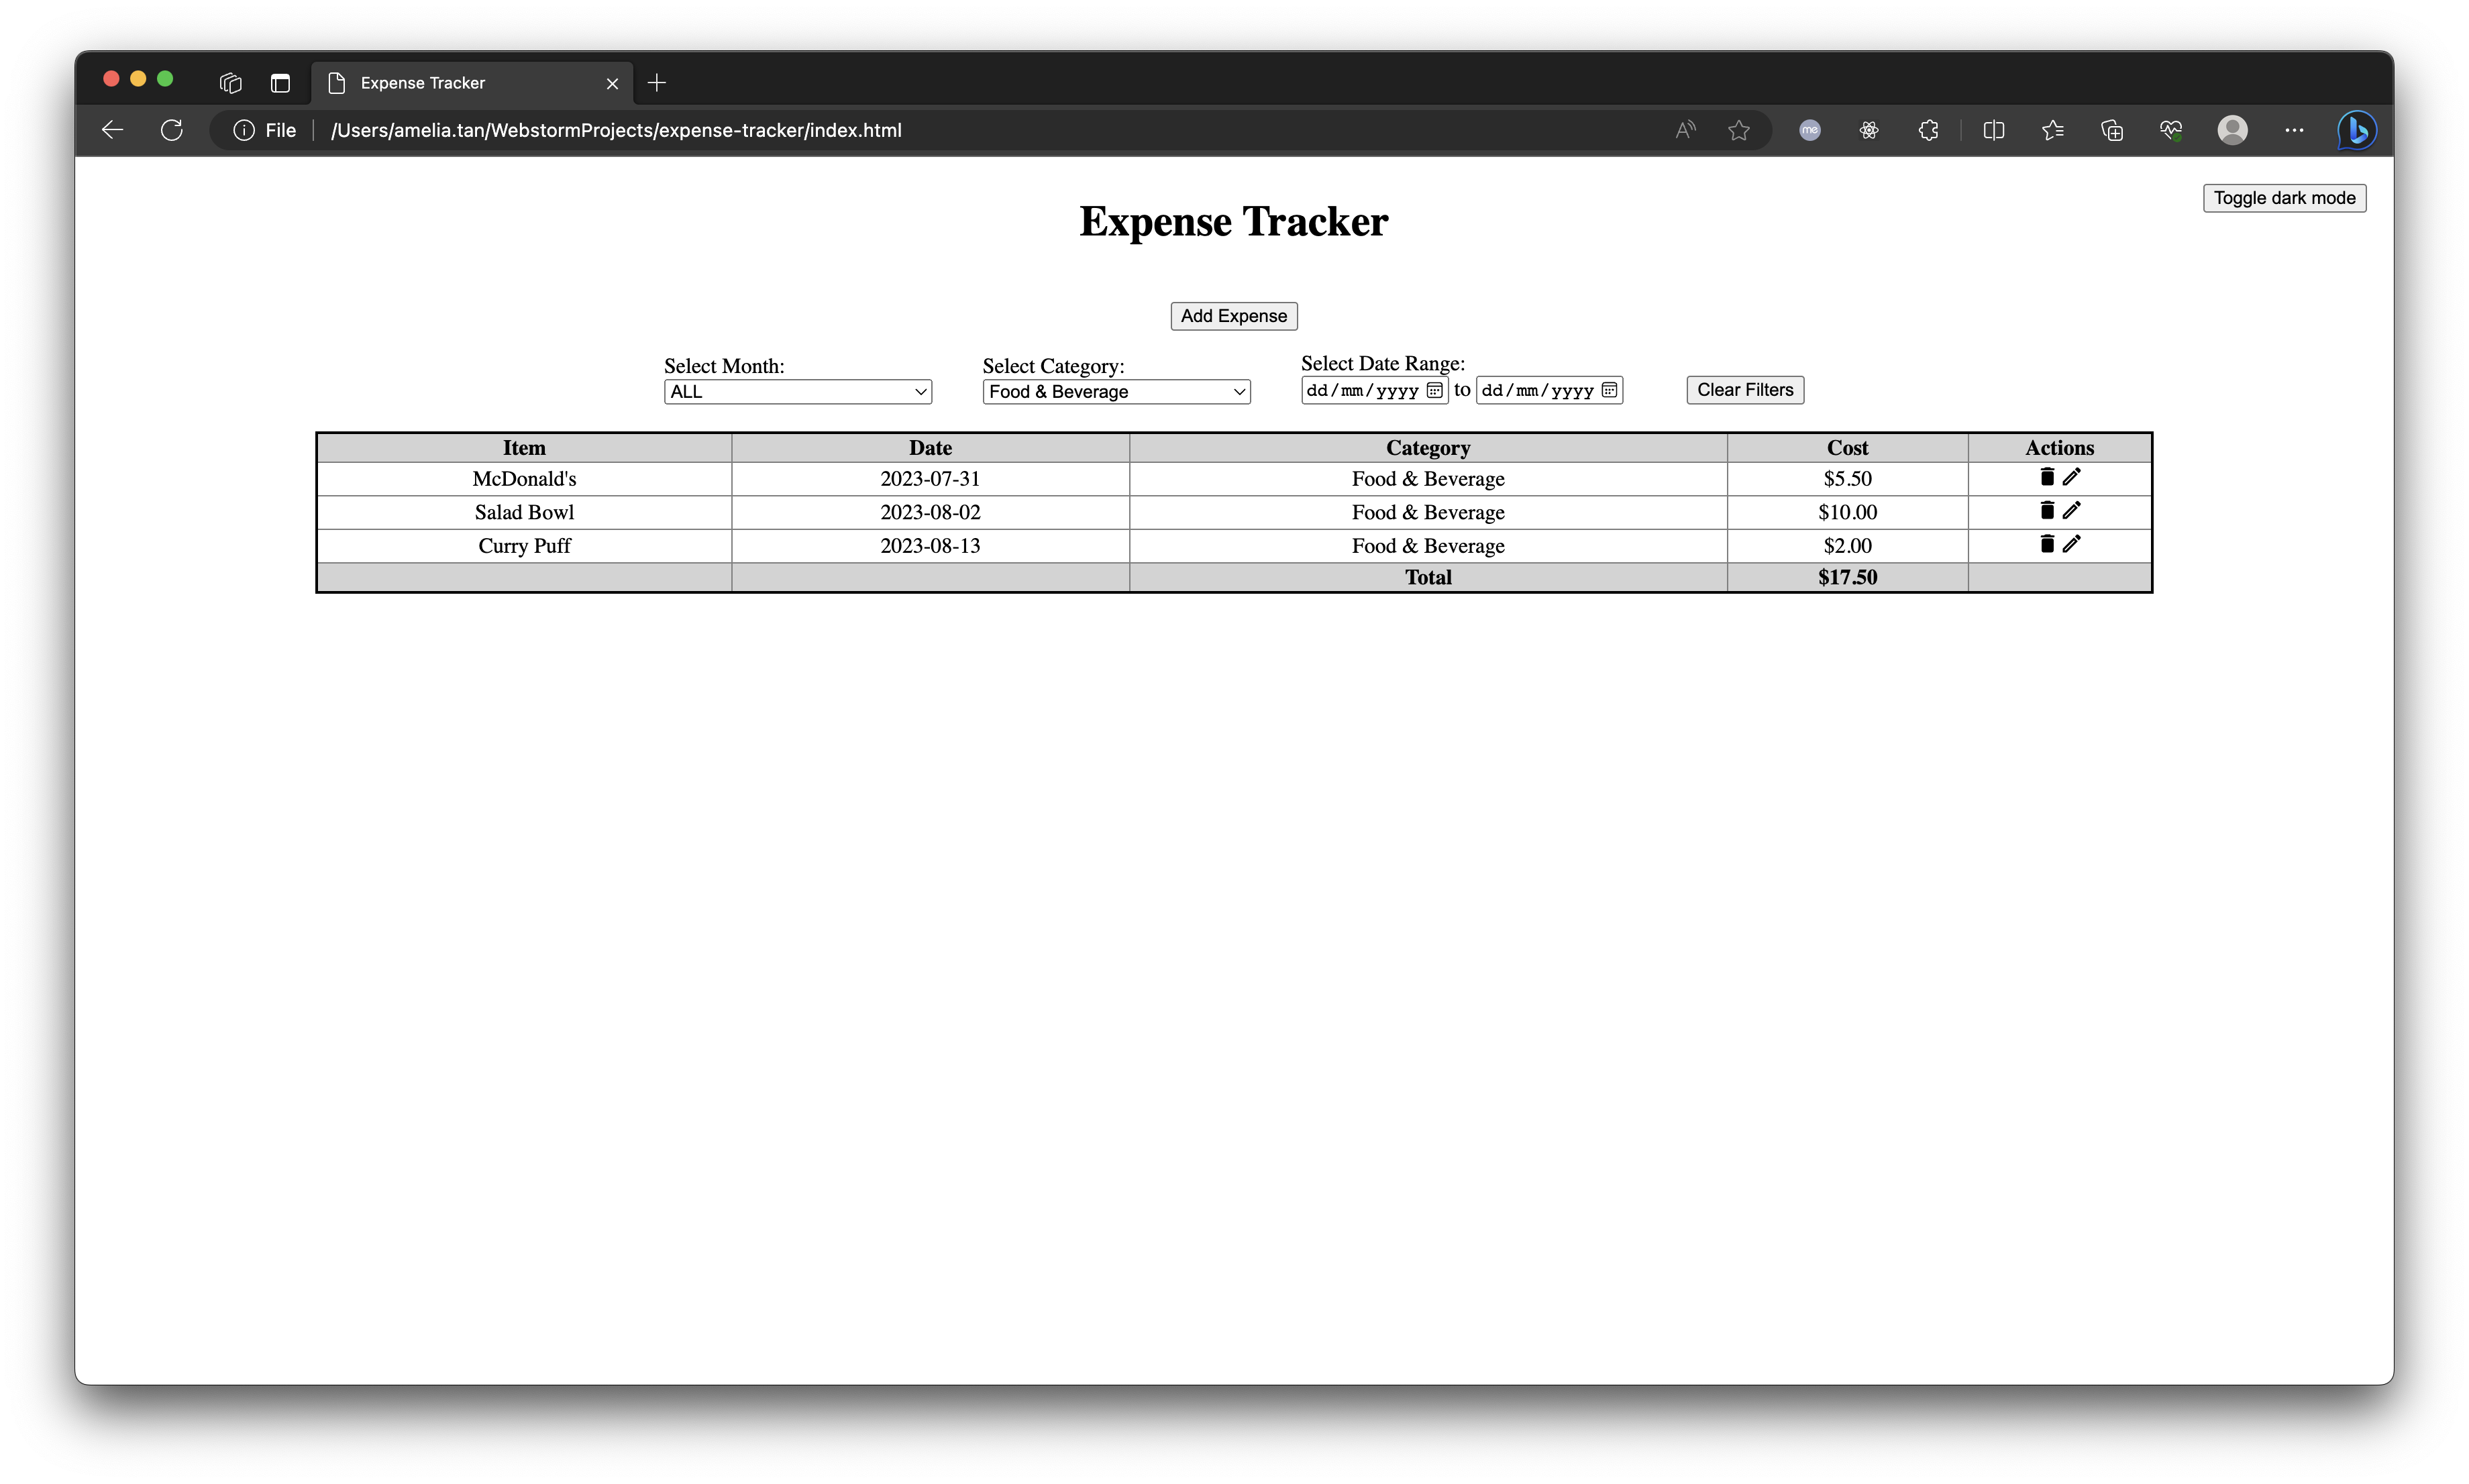 Expense Tracker
File /Users/amelia.tan/WebstormProjects/expense-tracker/index.html
me
Toggle dark mode
Expense Tracker
Add Expense
Select Month: Select Category: Select Date Range:
ALL Food & Beverage dd/mm/yyyy to dd/mm/yyyy Clear Filters
Item Date Category Cost Actions
McDonald's 2023-07-31 Food & Beverage $5.50
Salad Bowl 2023-08-02 Food & Beverage $10.00
Curry Puff 2023-08-13 Food & Beverage $2.00
Total $17.50